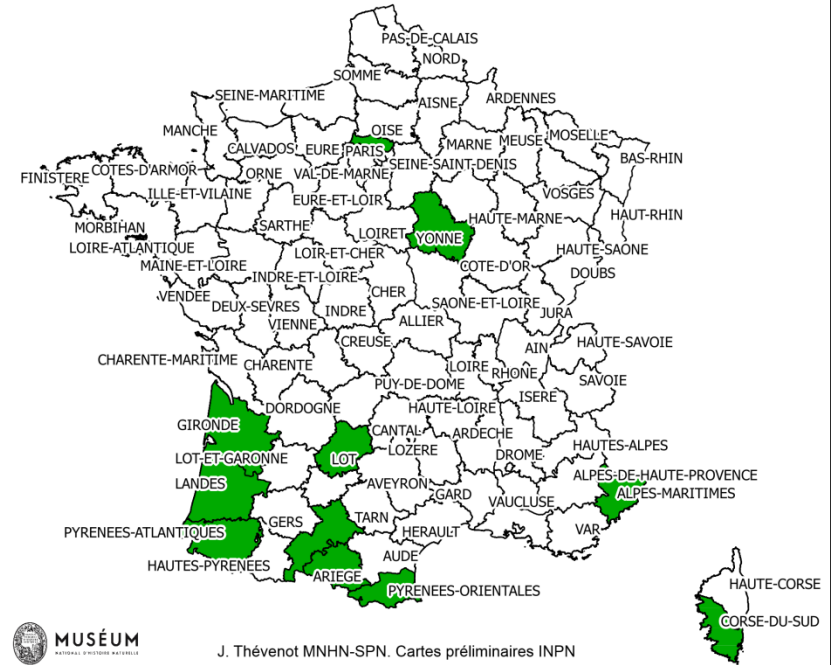 PAS-DE-CALAIS
NORD
SOMME
SEINE-MARITIME
AISNE
ARDENNES
OISE
MANCHE
CALVADOS
EURE
PARIS
MARNE
MEUSE
MOSELLE
BAS-RHIN
SEINE-SAINT-DENIS
FINISTERE
COTES-D'ARMOR
ORNE
VAL-DE-MARNE
ILLE-ET-VILAINE
EURE-ET-LOIR
VOSGES
HAUT-RHIN
MORBIHAN
SARTHE
LOIRET
YONNE
HAUTE-MARNE
LOIRE-ATLANTIQUE
LOIR-ET-CHER
HAUTE-SAONE
MAINE-ET-LOIRE
INDRE-ET-LOIRE
COTE-D'OR
DOUBS
VENDEE
DEUX-SEVRES
INDRE
CHER
SAONE-ET-LOIRE
JURA
VIENNE
ALLIER
CREUSE
AIN
HAUTE-SAVOIE
CHARENTE-MARITIME
CHARENTE
LOIRE
RHONE
SAVOIE
PUY-DE-DOME
ISERE
DORDOGNE
HAUTE-LOIRE
GIRONDE
CANTAL
ARDECHE
HAUTES-ALPES
LOT-ET-GARONNE
LOT
LOZERE
DROME
ALPES-DE-HAUTE-PROVENCE
LANDES
AVEYRON
GARD
VAUCLUSE
ALPES-MARITIMES
PYRENEES-ATLANTIQUES
GERS
TARN
HERAULT
VAR
HAUTES-PYRENEES
ARIEGE
AUDE
PYRENEES-ORIENTALES
HAUTE-CORSE
CORSE-DU-SUD
MUSÉUM
NATIONAL D'HISTOIRE NATURELLE
J. Thévenot MNHN-SPN. Cartes préliminaires INPN